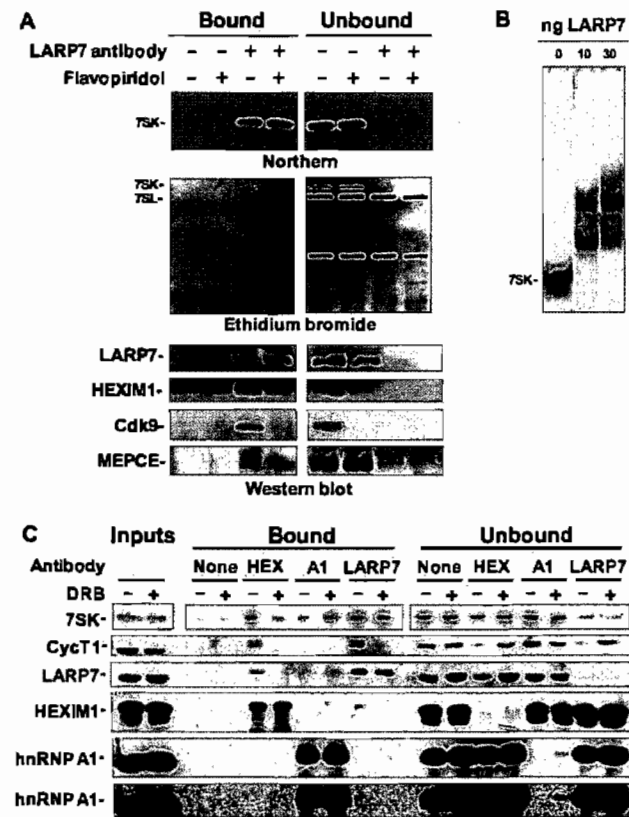 A
Bound Unbound
LARP7 antibody - - + + - - + +
Flavopiridol - + - + - + - +
7SK-
Northern
7SK-
7SL-
Ethidium bromide
LARP7-
HEXIM1-
Cdk9-
MEPCE-
Western blot
B
ng LARP7
0 10 30
7SK-
C
Inputs Bound Unbound
Antibody None HEX A1 LARP7 None HEX A1 LARP7
DRB - + - + - + - + - + - + - + - + - +
7SK-
CycT1-
LARP7-
HEXIM1-
hnRNP A1-
hnRNP A1-